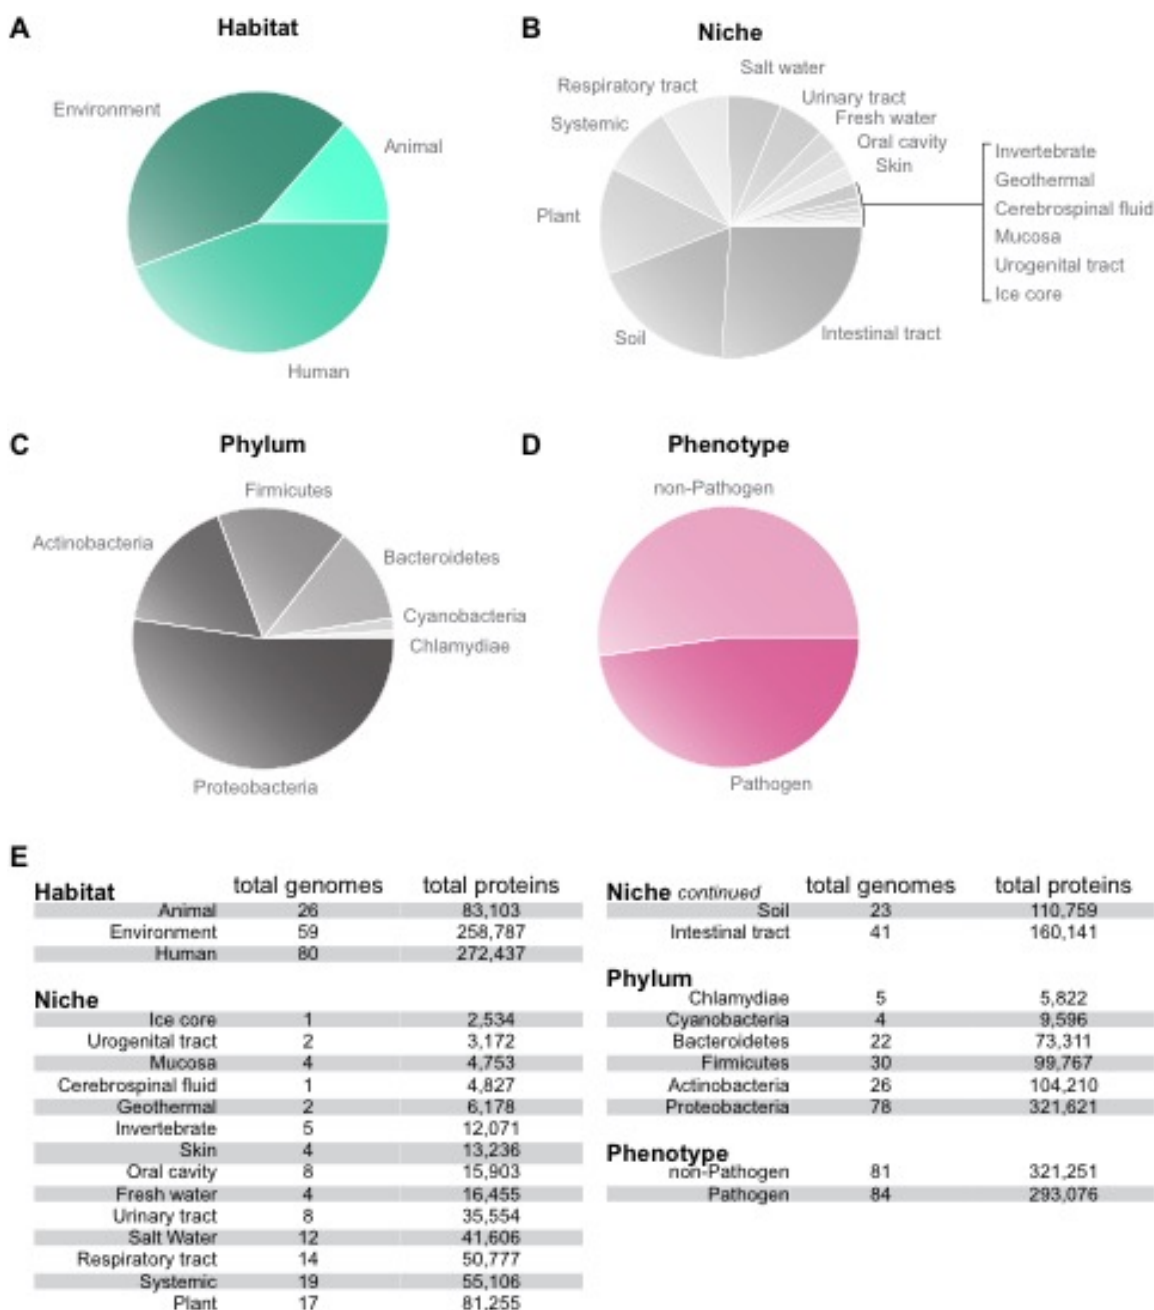 A
Habitat
Environment
Animal
Human
B
Niche
Salt water
Respiratory tract
Urinary tract
Systemic
Fresh water
Oral cavity
Skin
Plant
Soil
Intestinal tract
Invertebrate
Geothermal
Cerebrospinal fluid
Mucosa
Urogenital tract
Ice core
C
Phylum
Firmicutes
Actinobacteria
Bacteroidetes
Cyanobacteria
Chlamydiae
Proteobacteria
D
Phenotype
non-Pathogen
Pathogen
E
Habitat total genomes total proteins
Animal 26 83,103
Environment 59 258,787
Human 80 272,437
Niche
Ice core 1 2,534
Urogenital tract 2 3,172
Mucosa 4 4,753
Cerebrospinal fluid 1 4,827
Geothermal 2 6,178
Invertebrate 5 12,071
Skin 4 13,236
Oral cavity 8 15,903
Fresh water 4 16,455
Urinary tract 8 35,554
Salt Water 12 41,606
Respiratory tract 14 50,777
Systemic 19 55,106
Plant 17 81,255
Niche continued total genomes total proteins
Soil 23 110,759
Intestinal tract 41 160,141
Phylum
Chlamydiae 5 5,822
Cyanobacteria 4 9,596
Bacteroidetes 22 73,311
Firmicutes 30 99,767
Actinobacteria 26 104,210
Proteobacteria 78 321,621
Phenotype
non-Pathogen 81 321,251
Pathogen 84 293,076